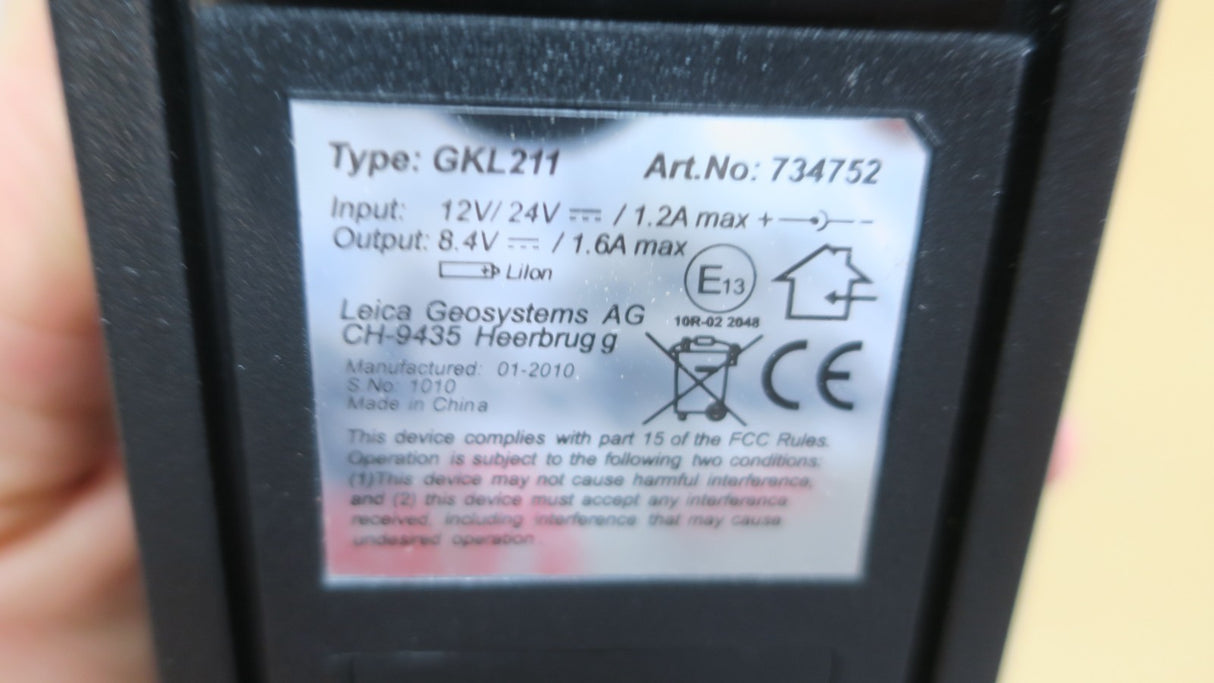 Type: GKL211 Art.No: 734752
Input: 12V/ 24V ⎓ / 1.2A max + -
Output: 8.4V ⎓ / 1.6A max
+ LiIon
E13
10R-02 2048
Leica Geosystems AG
CH-9435 Heerbrugg
CE
Manufactured: 01-2010
S.No: 1010
Made in China
This device complies with part 15 of the FCC Rules.
Operation is subject to the following two conditions:
(1)This device may not cause harmful interference,
and (2) this device must accept any interference
received, including interference that may cause
undesired operation.